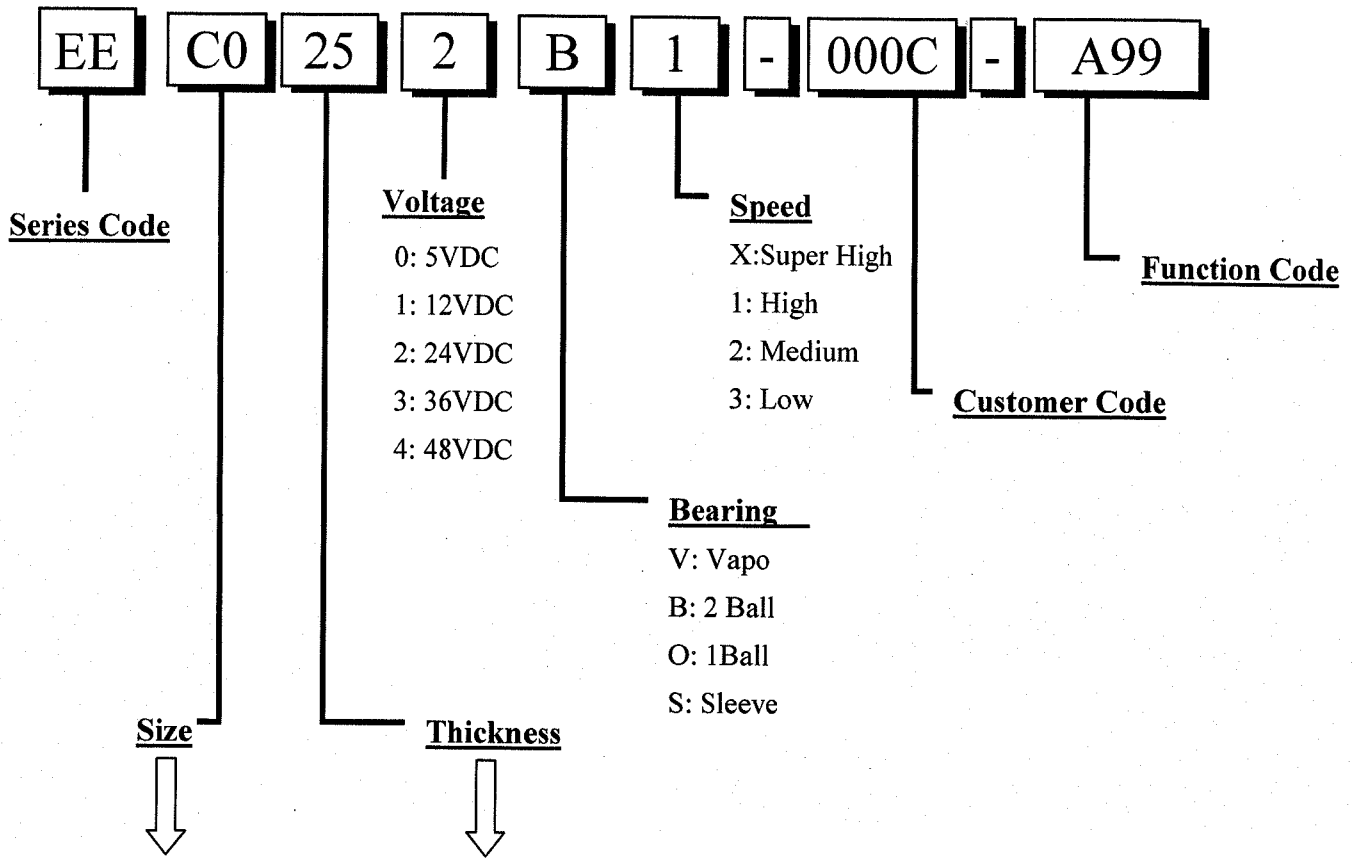 EE C0 25 2 B 1 - 000C - A99
Series Code
Voltage
0: 5VDC
1: 12VDC
2: 24VDC
3: 36VDC
4: 48VDC
Speed
X:Super High
1: High
2: Medium
3: Low
Function Code
Customer Code
Bearing
V: Vapo
B: 2 Ball
O: 1Ball
S: Sleeve
Size
Thickness